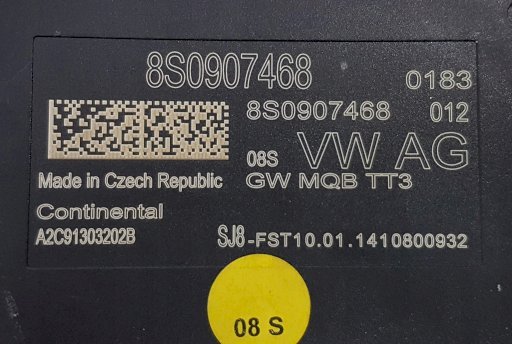 8S0907468 0183
8S0907468 012
08S VW AG
Made in Czech Republic GW MQB TT3
Continental
A2C91303202B SJ8-FST10.01.1410800932
08 S